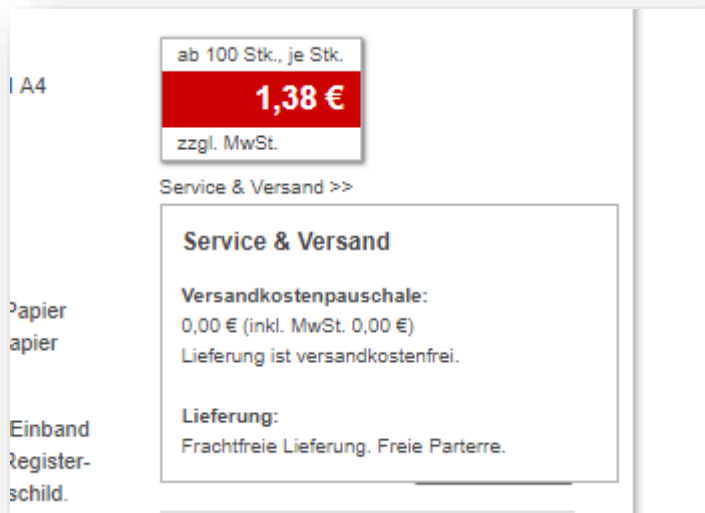 ab 100 Stk., je Stk.
A4
1,38 €
zzgl. MwSt.
Service & Versand >>
Service & Versand
Versandkostenpauschale:
0,00 € (inkl. MwSt. 0,00 €)
Lieferung ist versandkostenfrei.
Papier
apier
Lieferung:
Frachtfreie Lieferung. Freie Parterre.
Einband
Register-
schild.